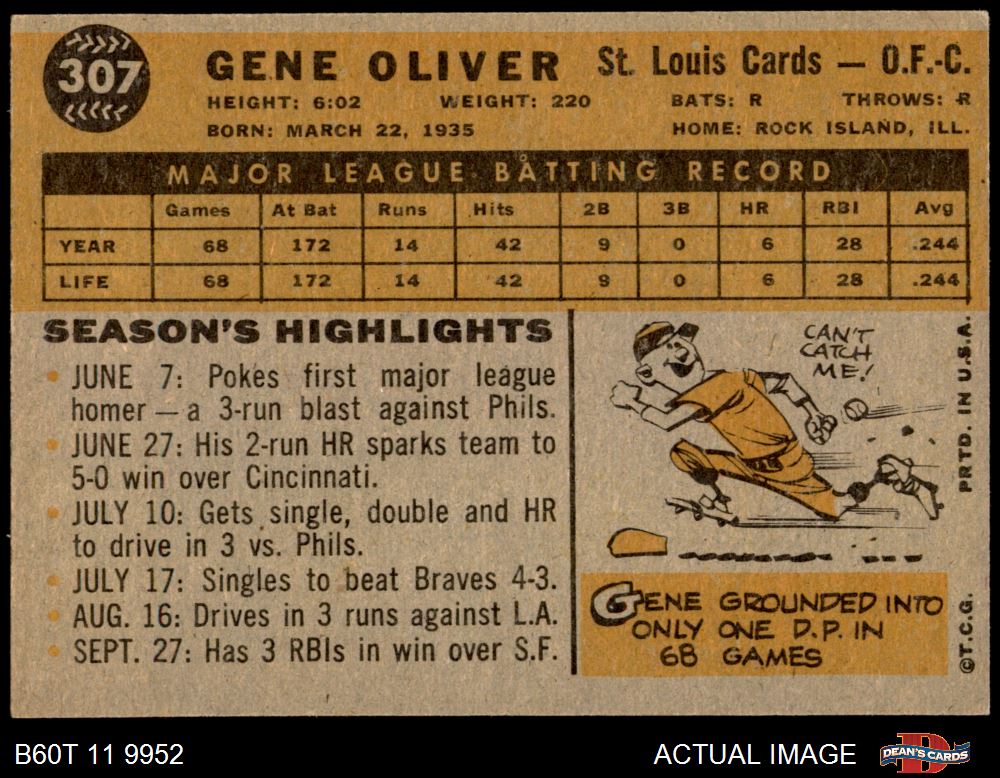 307
GENE OLIVER St. Louis Cards — O.F.-C.
HEIGHT: 6:02 WEIGHT: 220 BATS: R THROWS: R
BORN: MARCH 22, 1935 HOME: ROCK ISLAND, ILL.
MAJOR LEAGUE BATTING RECORD
Games At Bat Runs Hits 2B 3B HR RBI Avg
YEAR 68 172 14 42 9 0 6 28 .244
LIFE 68 172 14 42 9 0 6 28 .244
SEASON'S HIGHLIGHTS
• JUNE 7: Pokes first major league
homer — a 3-run blast against Phils.
• JUNE 27: His 2-run HR sparks team to
5-0 win over Cincinnati.
• JULY 10: Gets single, double and HR
to drive in 3 vs. Phils.
• JULY 17: Singles to beat Braves 4-3.
• AUG. 16: Drives in 3 runs against L.A.
• SEPT. 27: Has 3 RBIs in win over S.F.
CAN'T
CATCH
ME!
GENE GROUNDED INTO
ONLY ONE D.P. IN
68 GAMES
©T.C.G. PRTD. IN U.S.A.
B60T 11 9952 ACTUAL IMAGE DEAN'S CARDS